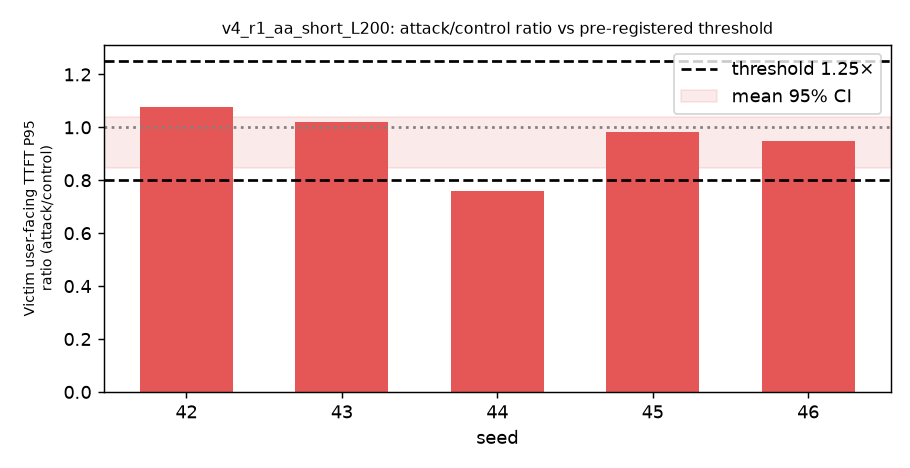 v4_r1_aa_short_L200: attack/control ratio vs pre-registered threshold
Victim user-facing TTFT P95
ratio (attack/control)
1.2
1.0
0.8
0.6
0.4
0.2
0.0
threshold 1.25×
mean 95% CI
42
43
44
45
46
seed